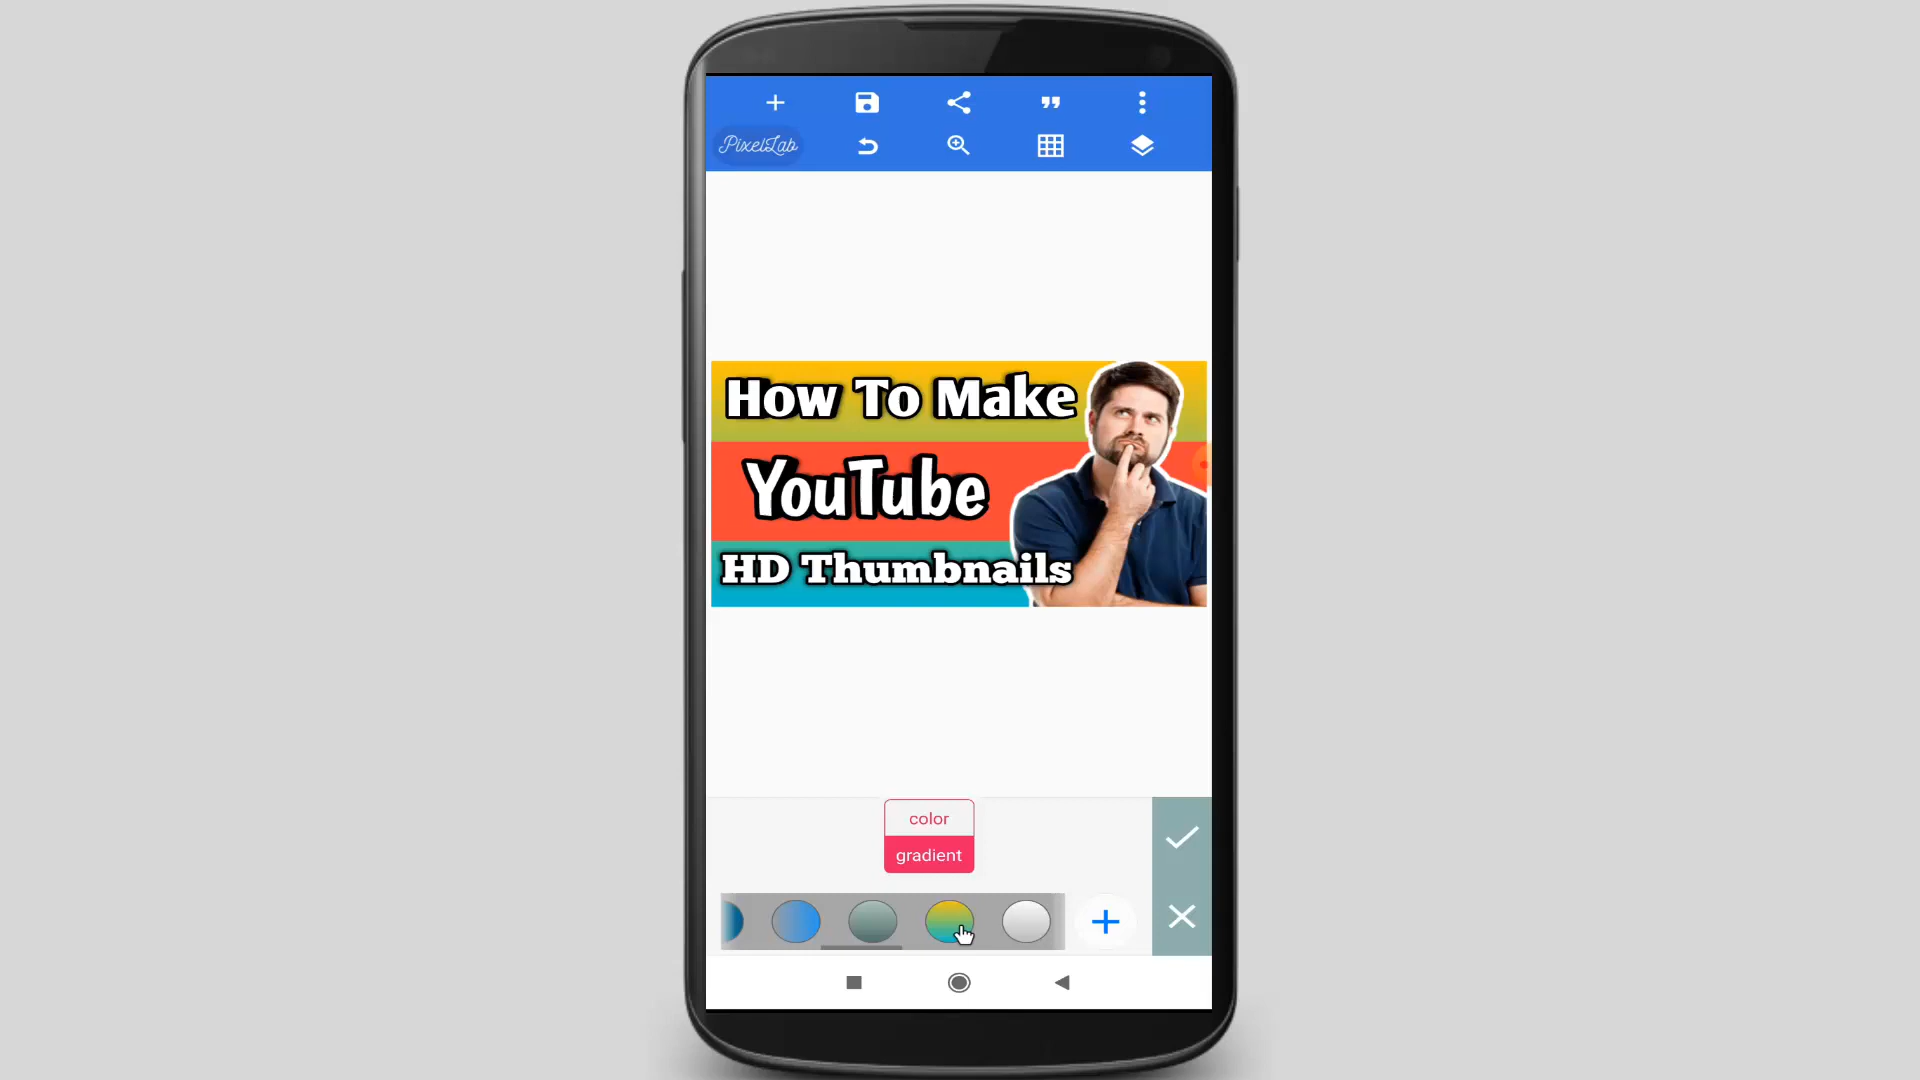 PixelLab
How To Make
YouTube
HD Thumbnails
color
gradient